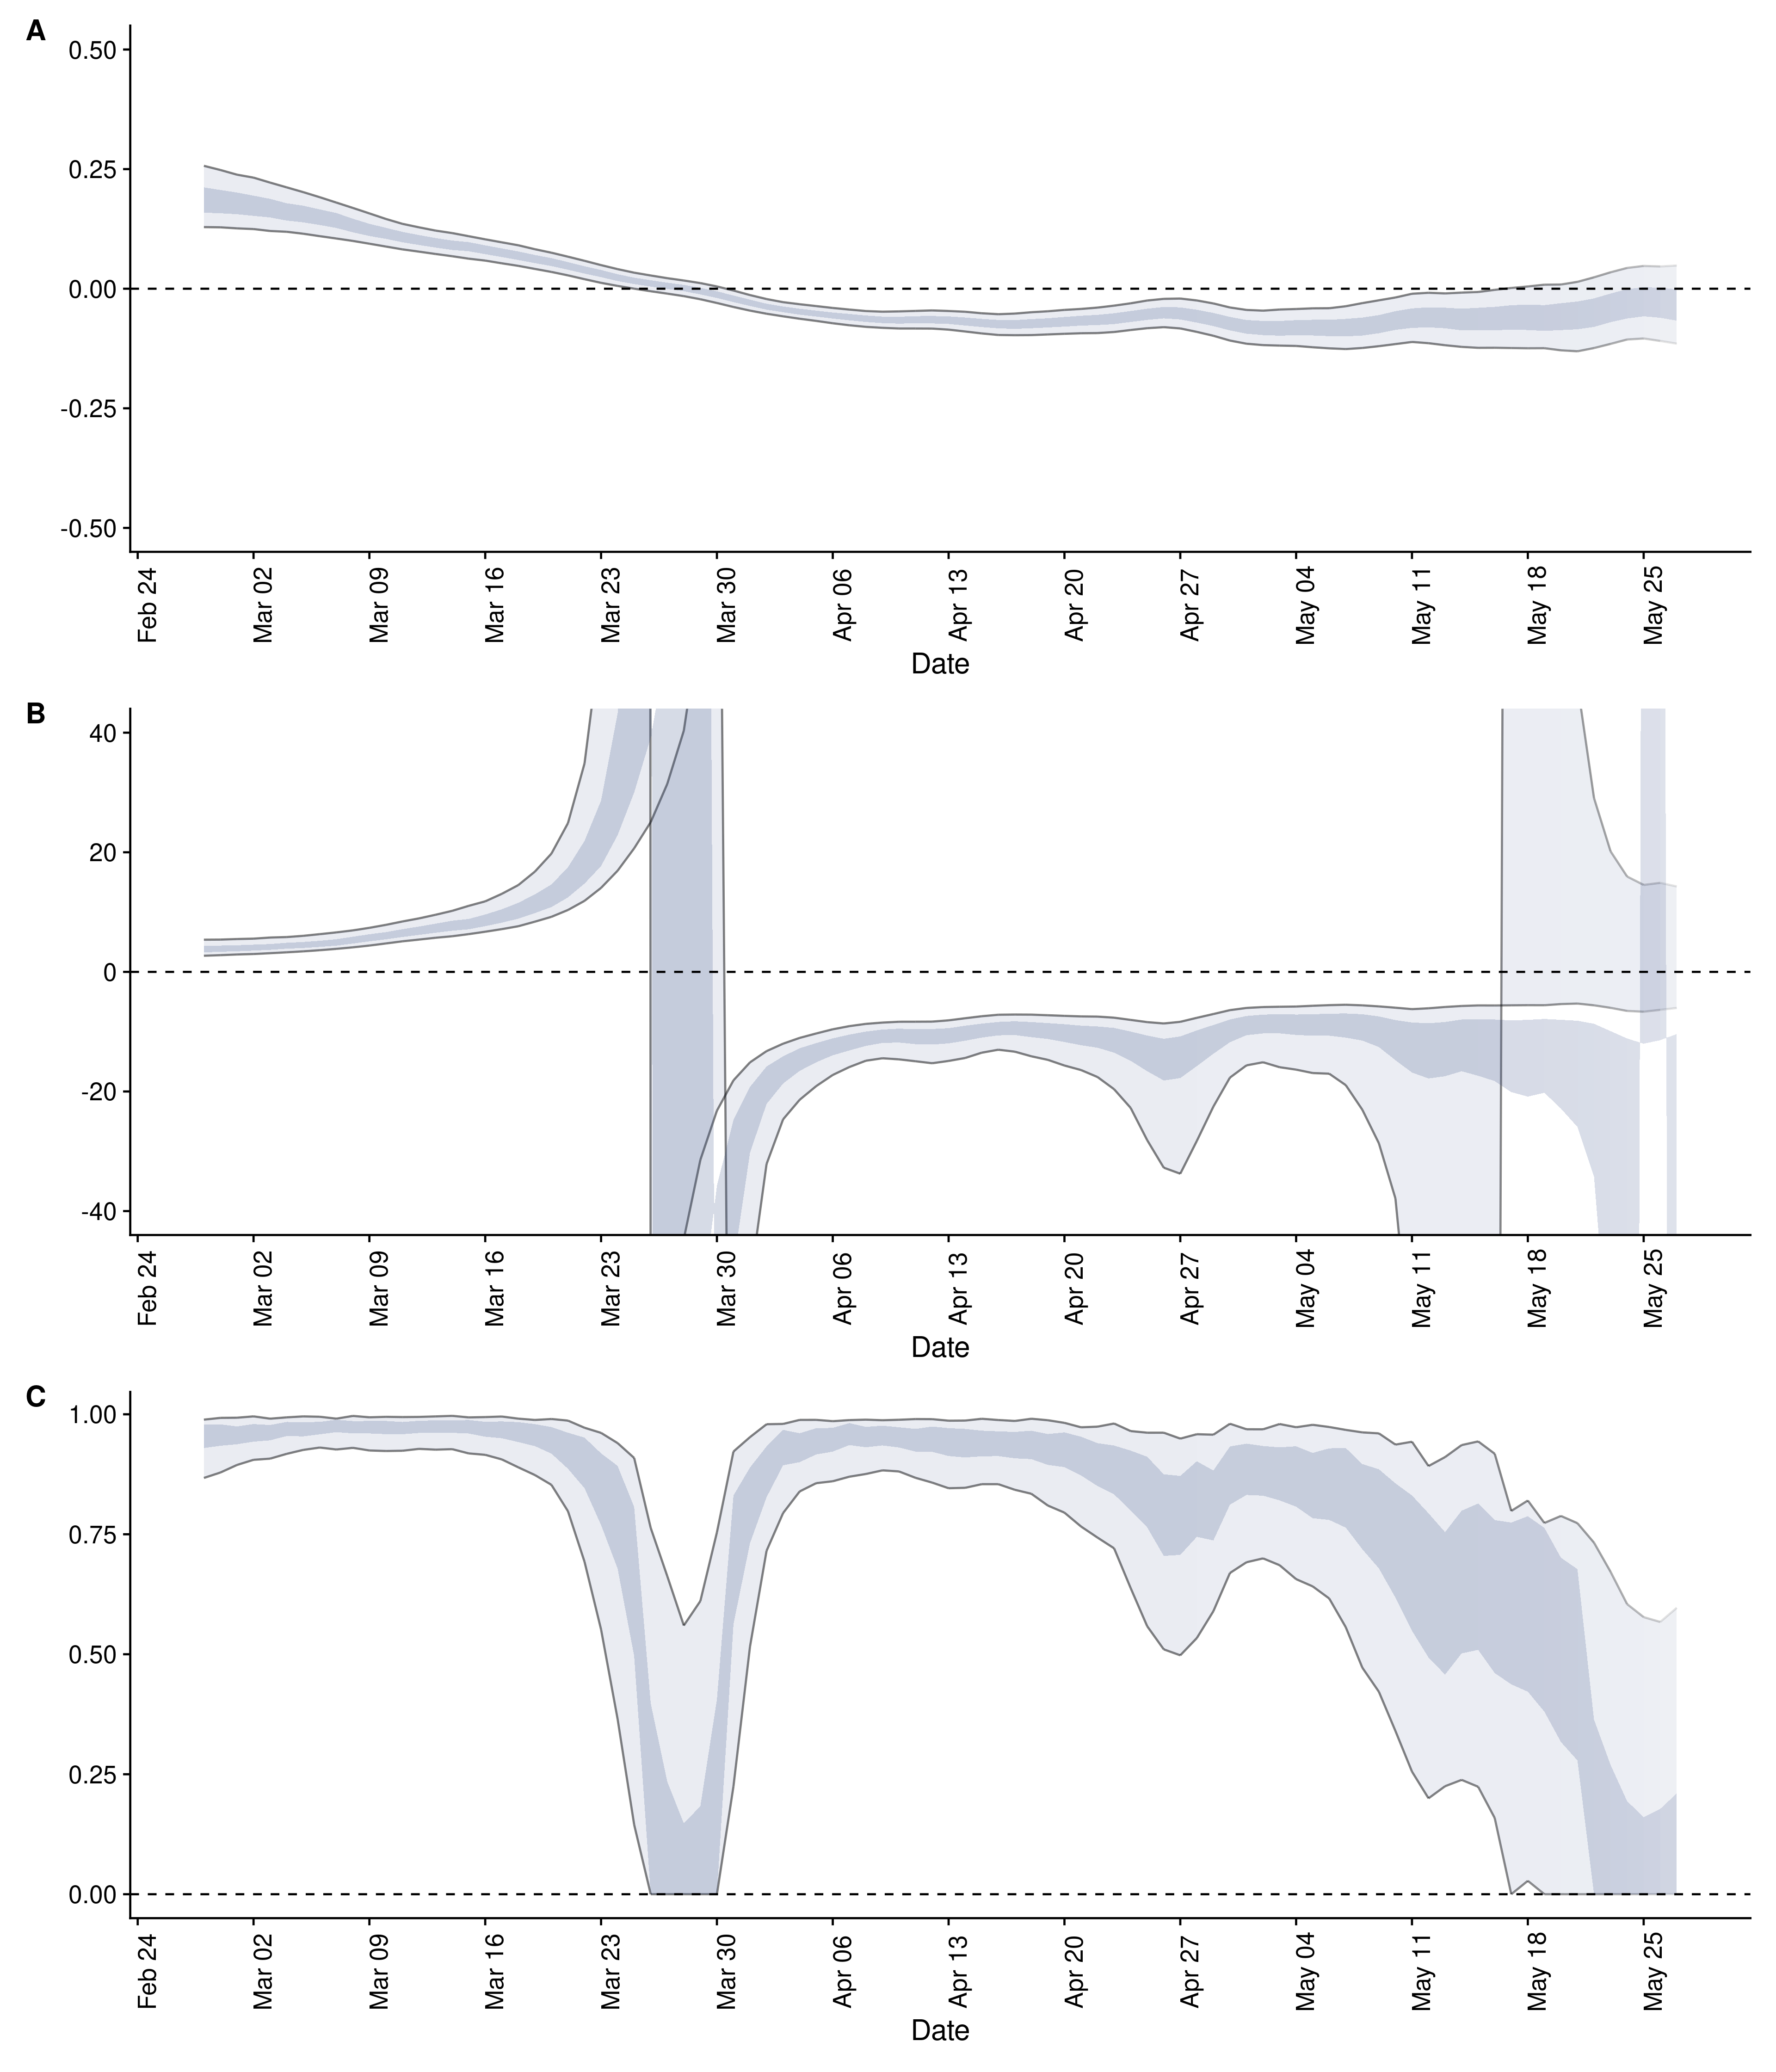 A
0.50
0.25
0.00
-0.25
-0.50
Feb 24
Mar 02
Mar 09
Mar 16
Mar 23
Mar 30
Apr 06
Apr 13
Apr 20
Apr 27
May 04
May 11
May 18
May 25
Date
B
40
20
0
-20
-40
Feb 24
Mar 02
Mar 09
Mar 16
Mar 23
Mar 30
Apr 06
Apr 13
Apr 20
Apr 27
May 04
May 11
May 18
May 25
Date
C
1.00
0.75
0.50
0.25
0.00
Feb 24
Mar 02
Mar 09
Mar 16
Mar 23
Mar 30
Apr 06
Apr 13
Apr 20
Apr 27
May 04
May 11
May 18
May 25
Date